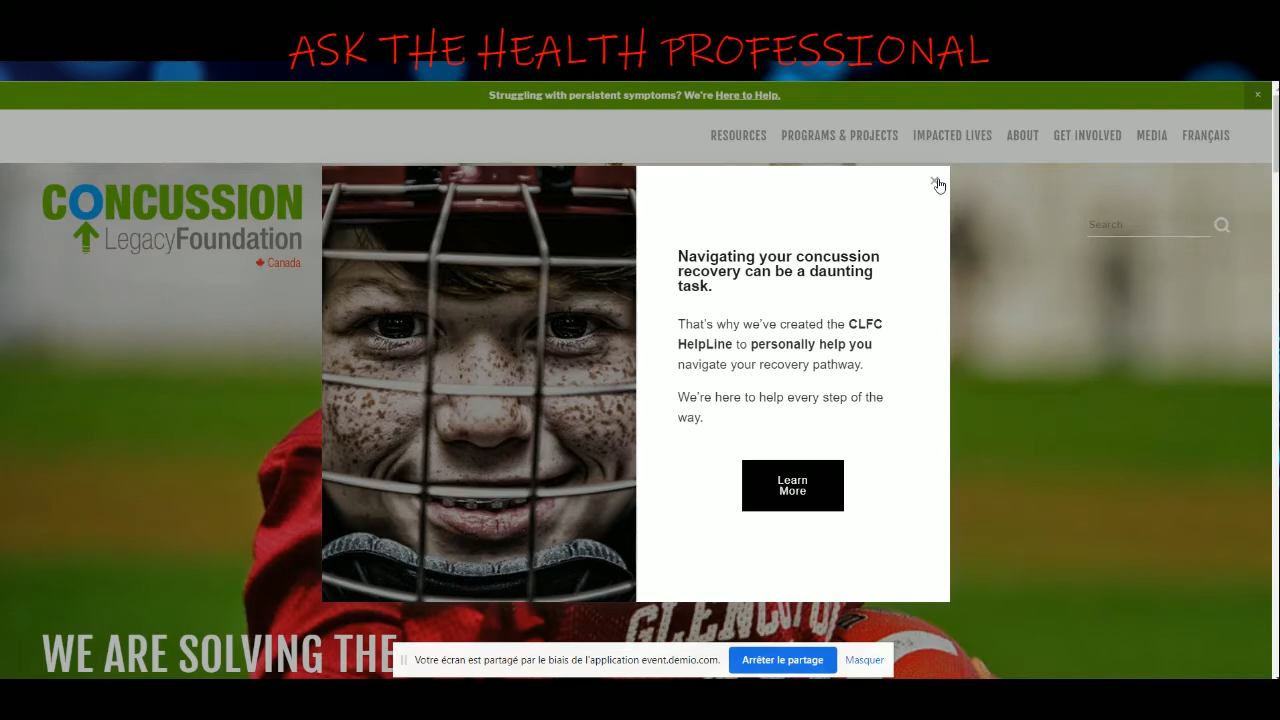 ASK THE HEALTH PROFESSIONAL
Struggling with persistent symptoms? We're Here to Help.
×
RESOURCES PROGRAMS & PROJECTS IMPACTED LIVES ABOUT GET INVOLVED MEDIA FRANÇAIS
CONCUSSION
LegacyFoundation
Canada
Search
Navigating your concussion
recovery can be a daunting
task.
That's why we've created the CLFC
HelpLine to personally help you
navigate your recovery pathway.
We're here to help every step of the
way.
Learn
More
WE ARE SOLVING THE
Votre écran est partagé par le biais de l'application event.demio.com. Arrêter le partage Masquer